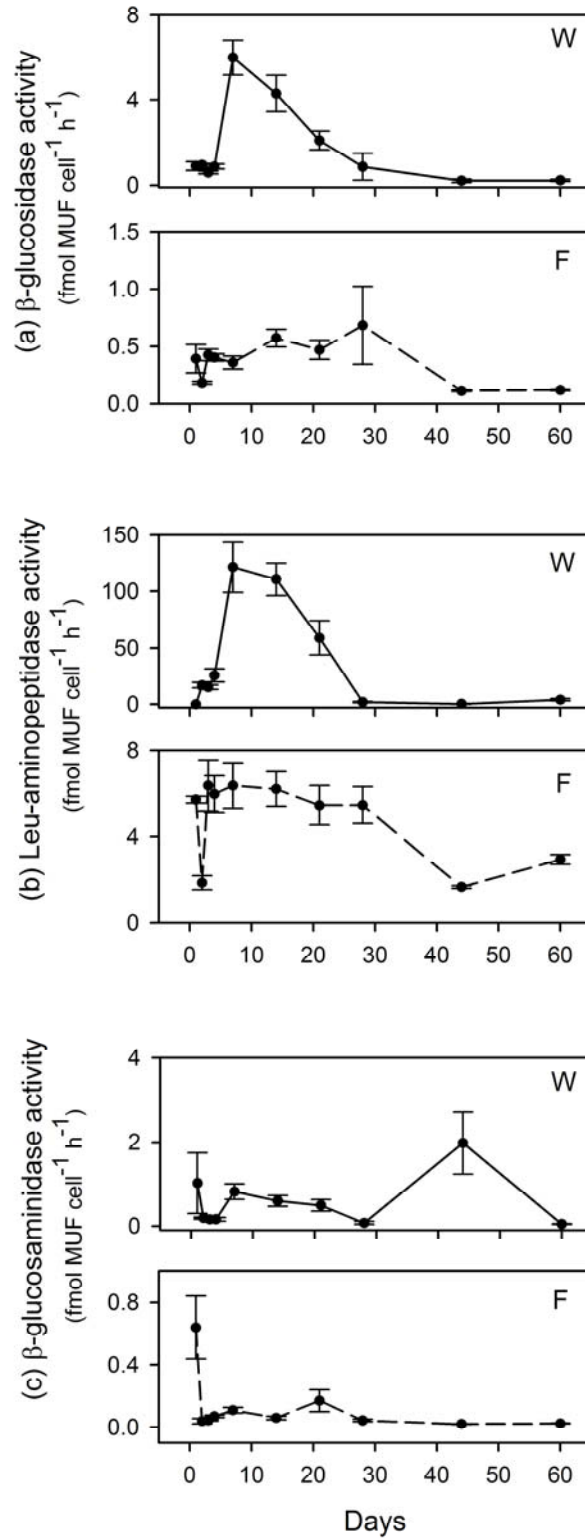 (a) β-glucosidase activity
(fmol MUF cell⁻¹ h⁻¹)
8
4
0
W
1.5
1.0
0.5
0.0
F
0 10 20 30 40 50 60
(b) Leu-aminopeptidase activity
(fmol MUF cell⁻¹ h⁻¹)
150
100
50
0
W
8
4
0
F
0 10 20 30 40 50 60
(c) β-glucosaminidase activity
(fmol MUF cell⁻¹ h⁻¹)
4
2
0
W
0.8
0.4
0.0
F
0 10 20 30 40 50 60
Days